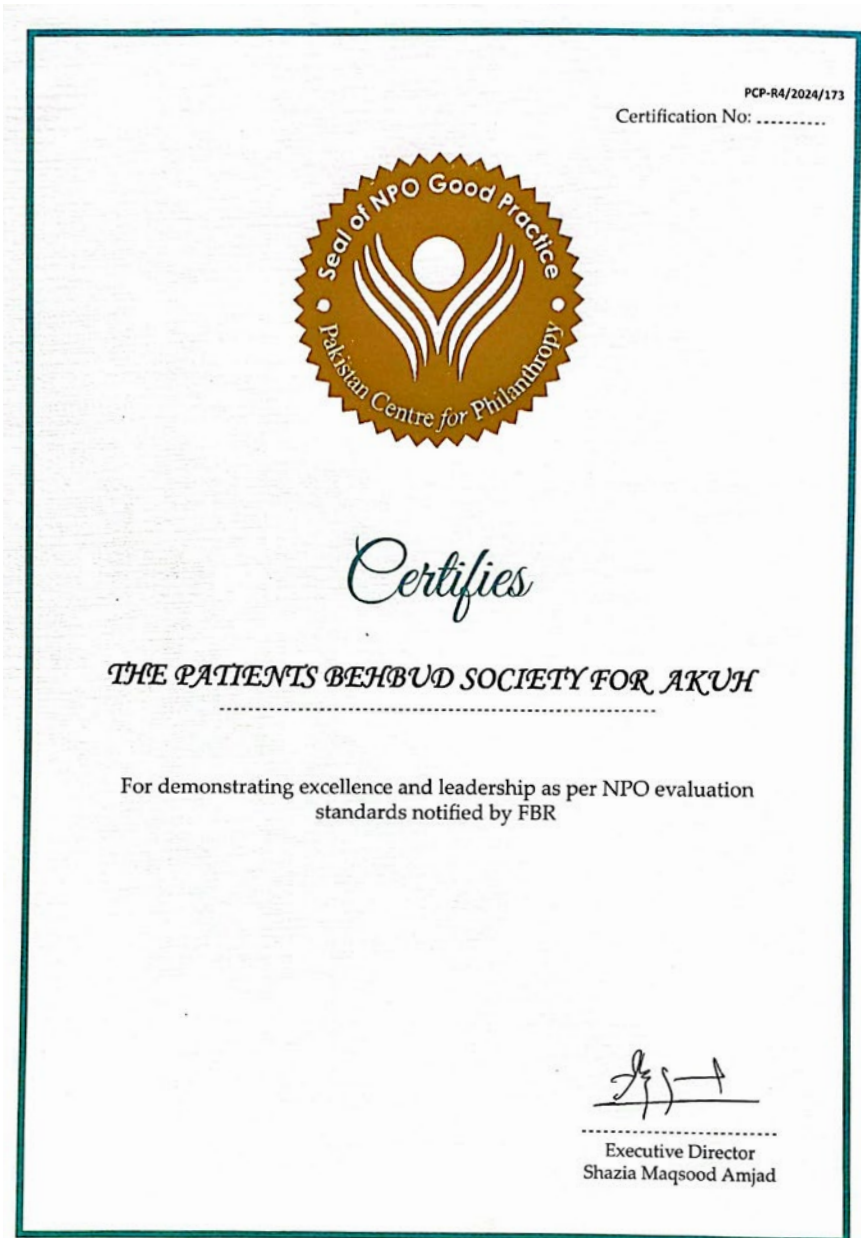 PCP-R4/2024/173
Certification No: ---------
Seal of NPO Good Practice
Pakistan Centre for Philanthropy
Certifies
THE PATIENTS BEHBUD SOCIETY FOR AKUH
For demonstrating excellence and leadership as per NPO evaluation
standards notified by FBR
Executive Director
Shazia Maqsood Amjad